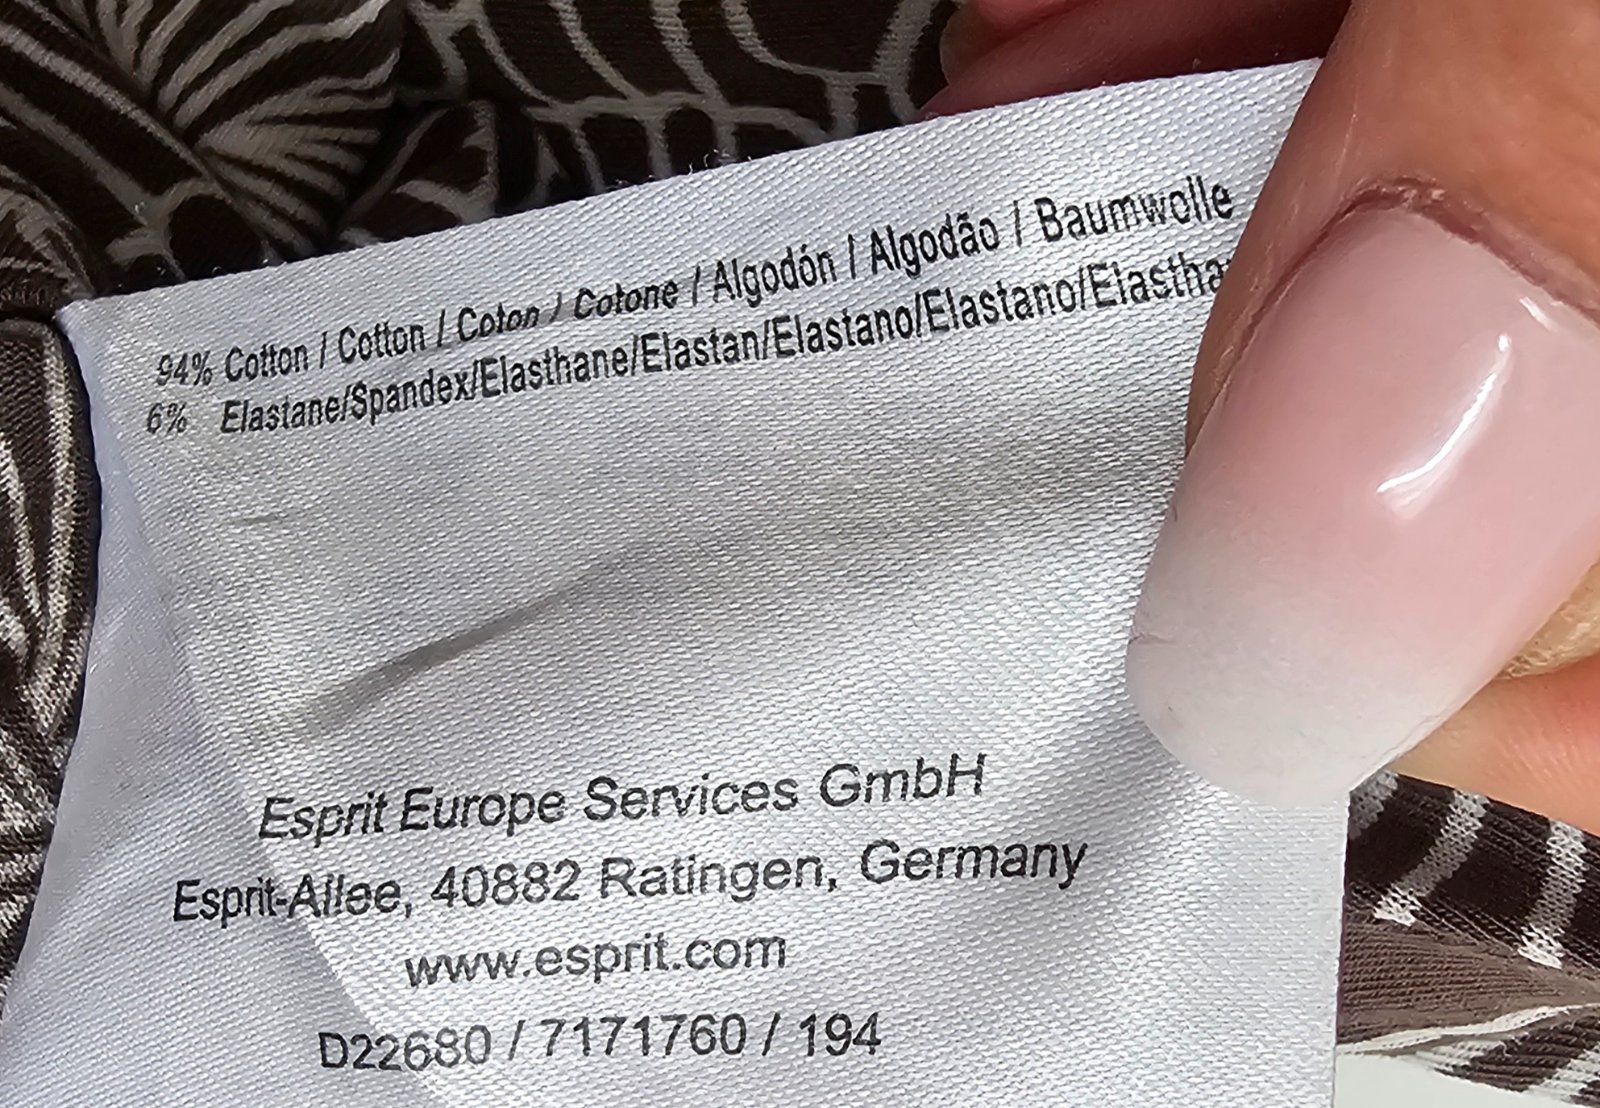 94% Cotton / Cotton / Coton / Cotone / Algodón / Algodão / Baumwolle
6% Elastane/Spandex/Elasthane/Elastan/Elastano/Elastano/
Esprit Europe Services GmbH
Esprit-Allee, 40882 Ratingen, Germany
www.esprit.com
D22680 / 7171760 / 194